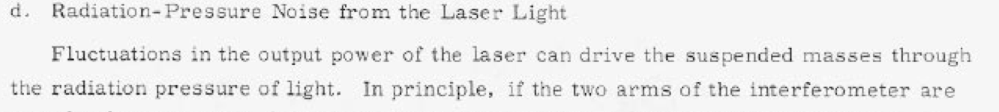 d. Radiation-Pressure Noise from the Laser Light
Fluctuations in the output power of the laser can drive the suspended masses through
the radiation pressure of light. In principle, if the two arms of the interferometer are